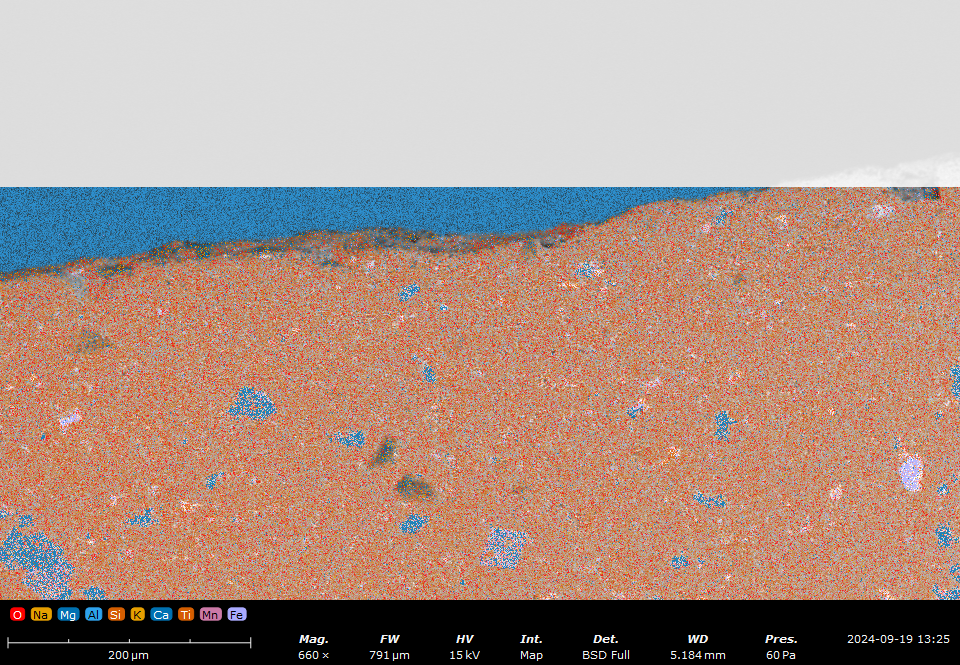 O Na Mg Al Si K Ca Ti Mn Fe
200 µm
Mag. FW HV Int. Det. WD Pres.
660 x 791 µm 15 kV Map BSD Full 5.184 mm 60 Pa
2024-09-19 13:25